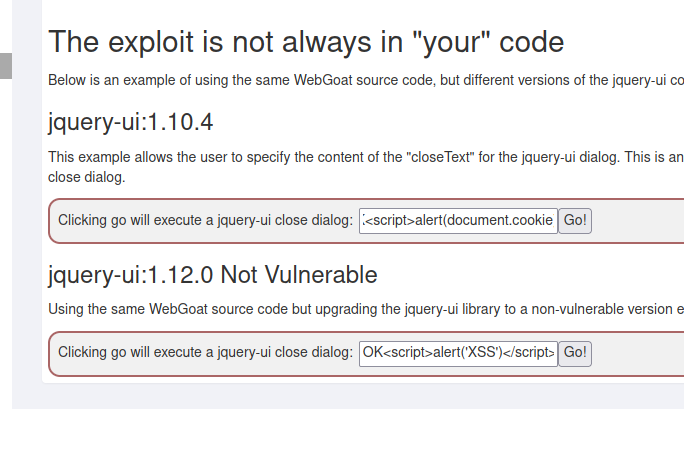 The exploit is not always in "your" code
Below is an example of using the same WebGoat source code, but different versions of the jquery-ui co
jquery-ui:1.10.4
This example allows the user to specify the content of the "closeText" for the jquery-ui dialog. This is an
close dialog.
Clicking go will execute a jquery-ui close dialog: <script>alert(document.cookie Go!
jquery-ui:1.12.0 Not Vulnerable
Using the same WebGoat source code but upgrading the jquery-ui library to a non-vulnerable version e
Clicking go will execute a jquery-ui close dialog: OK<script>alert('XSS')</script> Go!